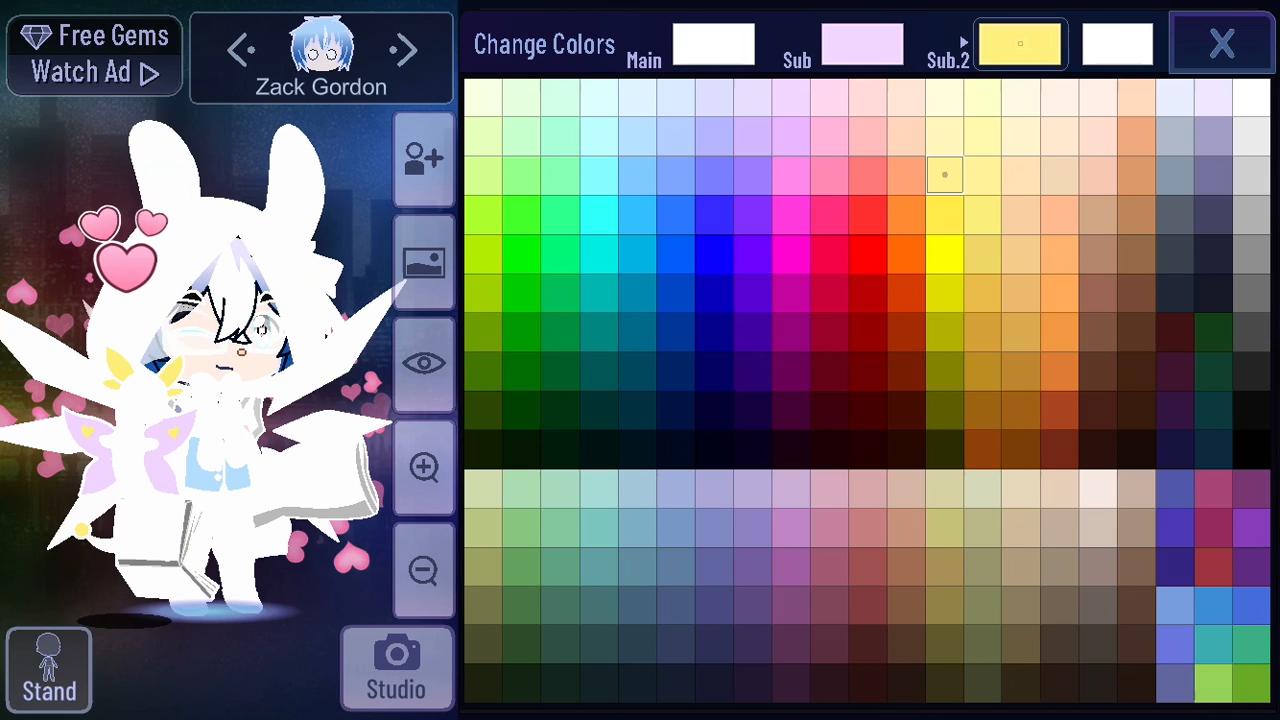 Free Gems
Watch Ad
Zack Gordon
Change Colors
Main
Sub
Sub.2
X
Stand
Studio